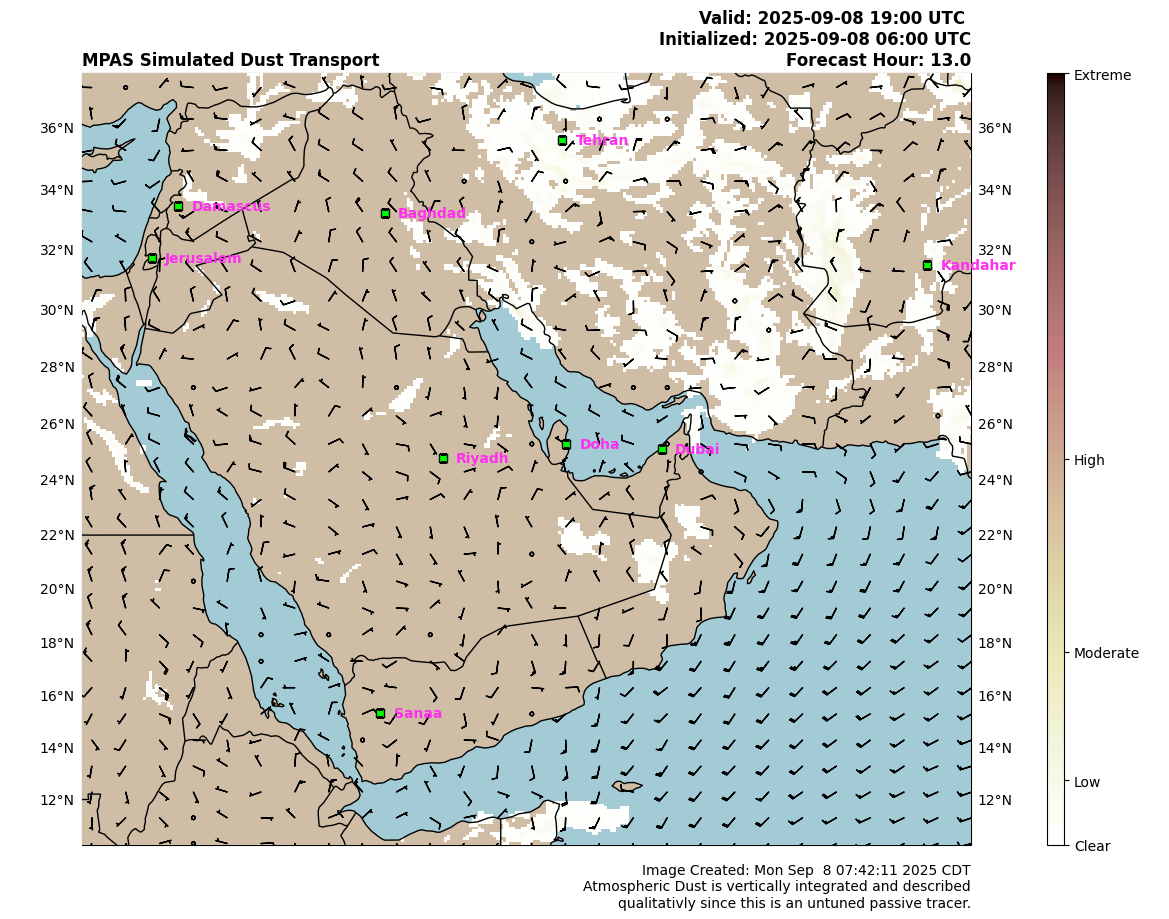 Valid: 2025-09-08 19:00 UTC
Initialized: 2025-09-08 06:00 UTC
MPAS Simulated Dust Transport Forecast Hour: 13.0
Extreme
36°N Tehran 36°N
34°N 34°N
Damascus Baghdad
32°N 32°N
Jerusalem Kandahar
30°N 30°N
28°N 28°N
26°N 26°N
Doha Dubai
Riyadh High
24°N 24°N
22°N 22°N
20°N 20°N
18°N 18°N
Moderate
16°N 16°N
Sanaa
14°N 14°N
Low
12°N 12°N
Clear
Image Created: Mon Sep  8 07:42:11 2025 CDT
Atmospheric Dust is vertically integrated and described
qualitativly since this is an untuned passive tracer.